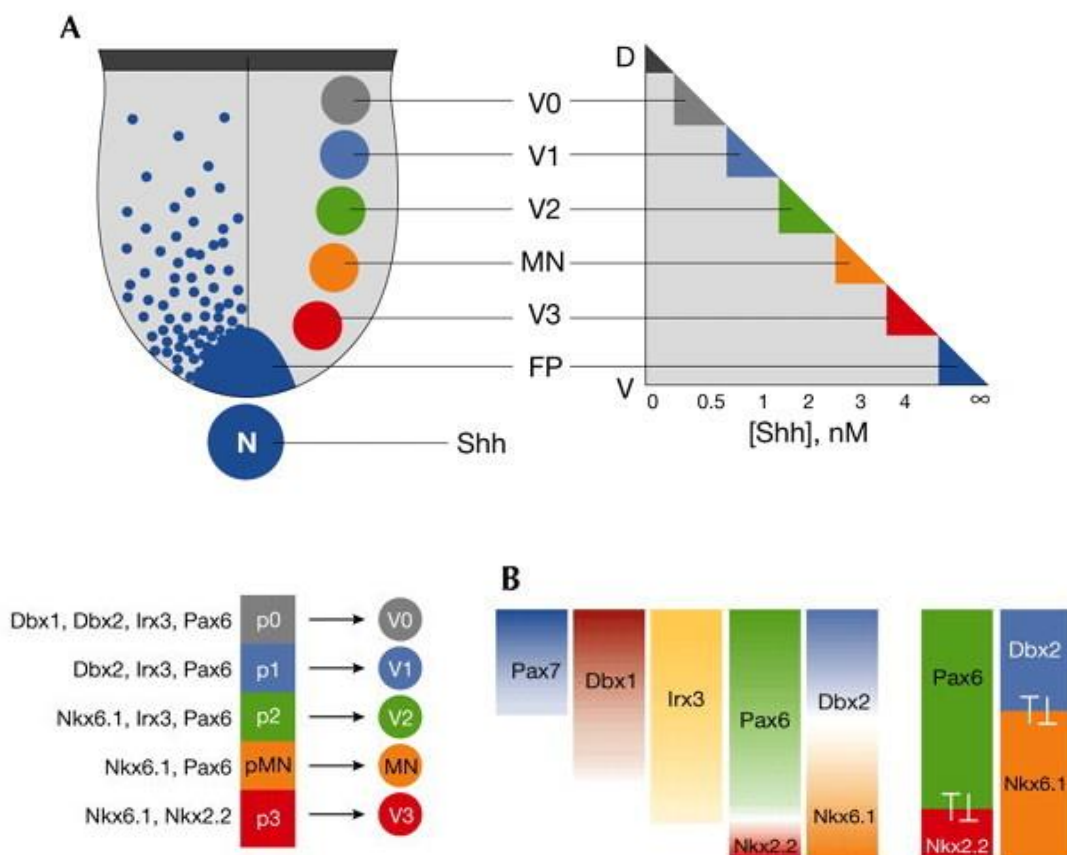 A
D
V0
V1
V2
MN
V3
FP
V
0 0.5 1 2 3 4 ∞
[Shh], nM
N
Shh
B
Dbx1, Dbx2, Irx3, Pax6 p0 V0
Dbx2, Irx3, Pax6 p1 V1
Nkx6.1, Irx3, Pax6 p2 V2
Nkx6.1, Pax6 pMN MN
Nkx6.1, Nkx2.2 p3 V3
Pax7
Dbx1
Irx3
Pax6
Nkx2.2
Dbx2
Nkx6.1
Pax6
Nkx2.2
Dbx2
Nkx6.1